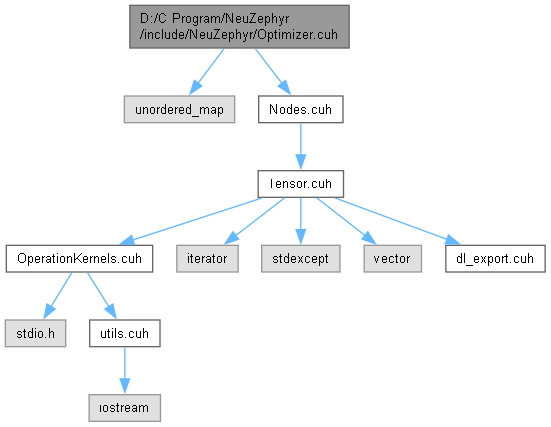 D:/C Program/NeuZephyr
/include/NeuZephyr/Optimizer.cuh
unordered_map
Nodes.cuh
Tensor.cuh
OperationKernels.cuh
iterator
stdexcept
vector
dl_export.cuh
stdio.h
utils.cuh
iostream